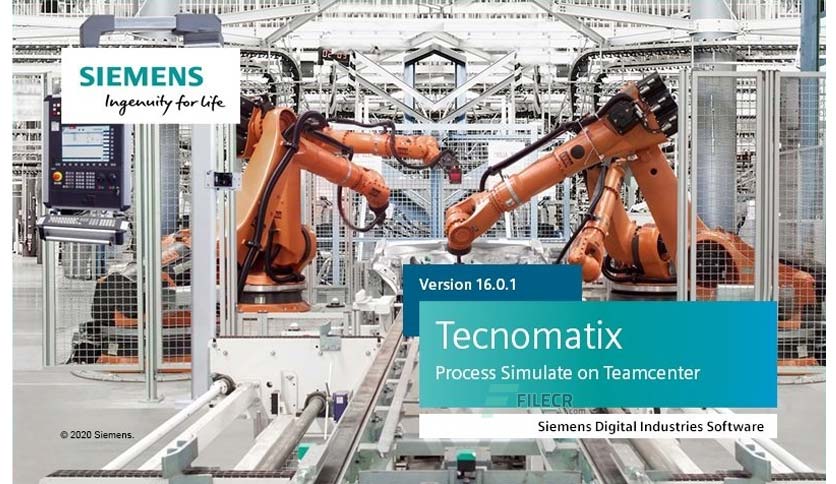 SIEMENS
Ingenuity for life
Version 16.0.1
Tecnomatix
Process Simulate on Teamcenter
FILECR
.com
Siemens Digital Industries Software
© 2020 Siemens.